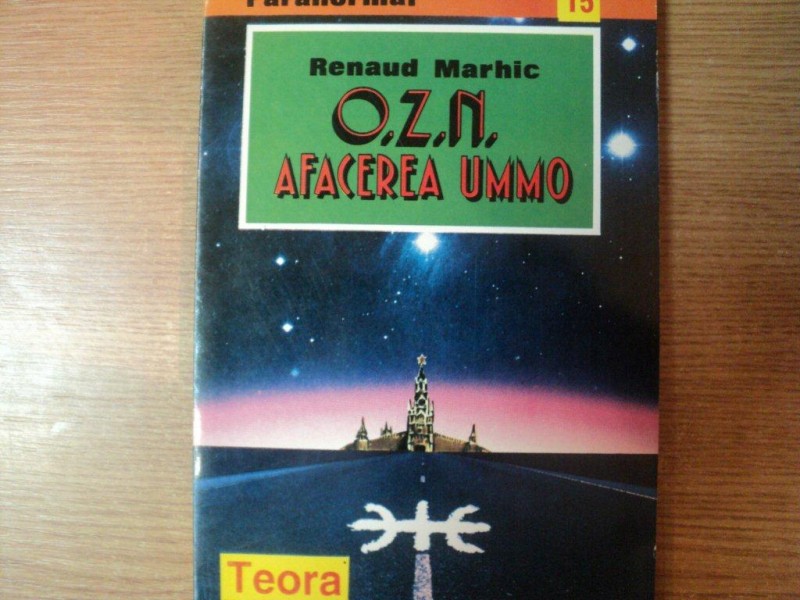 Paranormal
15
Renaud Marhic
O.Z.N.
AFACEREA UMMO
Teora